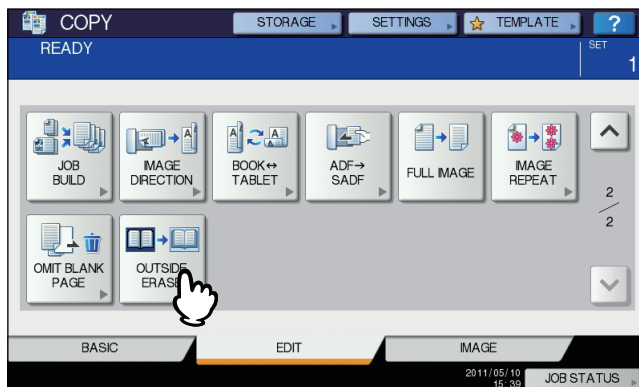 COPY
STORAGE
SETTINGS
TEMPLATE
?
READY
SET
1
JOB
BUILD
IMAGE
DIRECTION
BOOK↔
TABLET
ADF→
SADF
FULL IMAGE
IMAGE
REPEAT
2
2
OMIT BLANK
PAGE
OUTSIDE
ERASE
BASIC
EDIT
IMAGE
2011/05/10
15:39
JOB STATUS